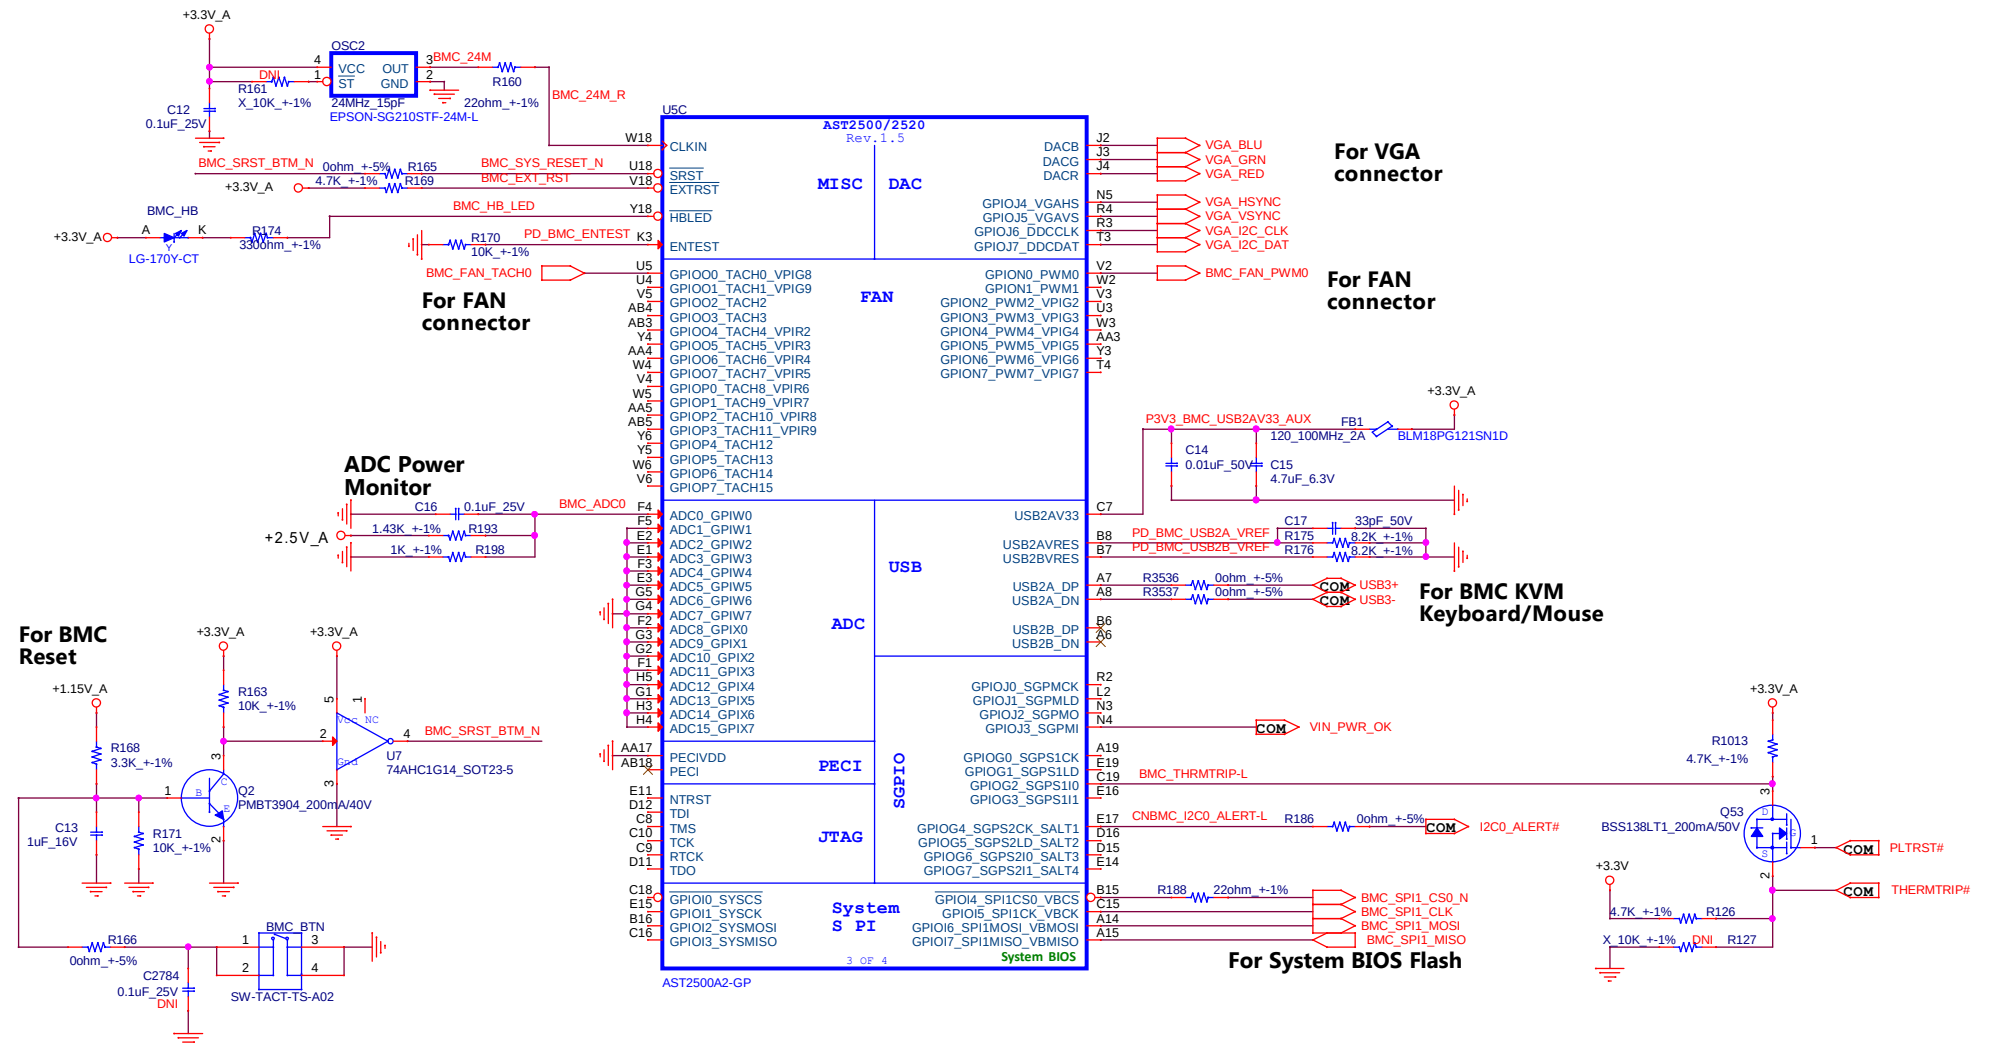 +3.3V_A
OSC2
4
VCC
OUT
3
BMC_24M
DNI
1
ST
GND
2
R161
X_10K_+-1%
R160
22ohm_+-1%
24MHz_15pF
EPSON-SG210STF-24M-L
C12
0.1uF_25V
BMC_24M_R
U5C
AST2500/2520
Rev.1.5
W18
CLKIN
BMC_SRST_BTM_N
0ohm_+-5%
R165
BMC_SYS_RESET_N
U18
SRST
+3.3V_A
4.7K_+-1%
R169
BMC_EXT_RST
V18
EXTRST
MISC
DAC
BMC_HB
BMC_HB_LED
Y18
HBLED
+3.3V_A
A
K
Y
R174
330ohm_+-1%
LG-170Y-CT
R170
10K_+-1%
PD_BMC_ENTEST
K3
ENTEST
DACB
J2
VGA_BLU
DACG
J3
VGA_GRN
DACR
J4
VGA_RED
For VGA
connector
GPIOJ4_VGAHS
N5
VGA_HSYNC
GPIOJ5_VGAVS
R4
VGA_VSYNC
GPIOJ6_DDCCLK
R3
VGA_I2C_CLK
GPIOJ7_DDCDAT
T3
VGA_I2C_DAT
BMC_FAN_TACH0
For FAN
connector
FAN
U5
GPIOO0_TACH0_VPIG8
U4
GPIOO1_TACH1_VPIG9
V5
GPIOO2_TACH2
AB4
GPIOO3_TACH3
AB3
GPIOO4_TACH4_VPIR2
Y4
GPIOO5_TACH5_VPIR3
AA4
GPIOO6_TACH6_VPIR4
W4
GPIOO7_TACH7_VPIR5
V4
GPIOP0_TACH8_VPIR6
W5
GPIOP1_TACH9_VPIR7
AA5
GPIOP2_TACH10_VPIR8
AB5
GPIOP3_TACH11_VPIR9
Y6
GPIOP4_TACH12
Y5
GPIOP5_TACH13
W6
GPIOP6_TACH14
V6
GPIOP7_TACH15
GPION0_PWM0
V2
BMC_FAN_PWM0
GPION1_PWM1
W2
GPION2_PWM2_VPIG2
V3
GPION3_PWM3_VPIG3
U3
GPION4_PWM4_VPIG4
W3
GPION5_PWM5_VPIG5
AA3
GPION6_PWM6_VPIG6
Y3
GPION7_PWM7_VPIG7
T4
For FAN
connector
ADC Power
Monitor
C16
0.1uF_25V
BMC_ADC0
+2.5V_A
1.43K_+-1%
R193
1K_+-1%
R198
F4
ADC0_GPIW0
F5
ADC1_GPIW1
E2
ADC2_GPIW2
E1
ADC3_GPIW3
F3
ADC4_GPIW4
E3
ADC5_GPIW5
G5
ADC6_GPIW6
G4
ADC7_GPIW7
F2
ADC8_GPIX0
G3
ADC9_GPIX1
G2
ADC10_GPIX2
F1
ADC11_GPIX3
H5
ADC12_GPIX4
G1
ADC13_GPIX5
H3
ADC14_GPIX6
H4
ADC15_GPIX7
ADC
USB
+3.3V_A
P3V3_BMC_USB2AV33_AUX
FB1
120_100MHz_2A
BLM18PG121SN1D
C14
0.01uF_50V
C15
4.7uF_6.3V
USB2AV33
C7
C17
33pF_50V
USB2AVRES
B8
PD_BMC_USB2A_VREF
R175
8.2K_+-1%
USB2BVRES
B7
PD_BMC_USB2B_VREF
R176
8.2K_+-1%
USB2A_DP
A7
R3536
0ohm_+-5%
COM
USB3+
USB2A_DN
A8
R3537
0ohm_+-5%
COM
USB3-
For BMC KVM
Keyboard/Mouse
USB2B_DP
B6
USB2B_DN
A6
For BMC
Reset
+1.15V_A
+3.3V_A
+3.3V_A
R163
10K_+-1%
R168
3.3K_+-1%
5
1
Vcc
NC
2
4
BMC_SRST_BTM_N
Gnd
3
U7
74AHC1G14_SOT23-5
3
C
1
B
E
2
Q2
PMBT3904_200mA/40V
C13
1uF_16V
R171
10K_+-1%
R166
0ohm_+-5%
C2784
0.1uF_25V
DNI
BMC_BTN
1
3
2
4
SW-TACT-TS-A02
AA17
PECIVDD
AB18
PECI
PECI
E11
NTRST
D12
TDI
C8
TMS
C10
TCK
C9
RTCK
D11
TDO
JTAG
C18
GPIOI0_SYSCS
E15
GPIOI1_SYSCK
B16
GPIOI2_SYSMOSI
C16
GPIOI3_SYSMISO
System
S PI
3 OF 4
AST2500A2-GP
SGPIO
GPIOJ0_SGPMCK
R2
GPIOJ1_SGPMLD
L2
GPIOJ2_SGPMO
N3
GPIOJ3_SGPMI
N4
COM
VIN_PWR_OK
GPIOG0_SGPS1CK
A19
GPIOG1_SGPS1LD
E19
GPIOG2_SGPS1I0
C19
BMC_THRMTRIP-L
GPIOG3_SGPS1I1
E16
GPIOG4_SGPS2CK_SALT1
E17
CNBMC_I2C0_ALERT-L
R186
0ohm_+-5%
COM
I2C0_ALERT#
GPIOG5_SGPS2LD_SALT2
D16
GPIOG6_SGPS2I0_SALT3
D15
GPIOG7_SGPS2I1_SALT4
E14
GPIOI4_SPI1CS0_VBCS
B15
R188
22ohm_+-1%
BMC_SPI1_CS0_N
GPIOI5_SPI1CK_VBCK
C15
BMC_SPI1_CLK
GPIOI6_SPI1MOSI_VBMOSI
A14
BMC_SPI1_MOSI
GPIOI7_SPI1MISO_VBMISO
A15
BMC_SPI1_MISO
System BIOS
For System BIOS Flash
+3.3V_A
R1013
4.7K_+-1%
3
Q53
BSS138LT1_200mA/50V
D
G
S
1
COM
PLTRST#
2
COM
THERMTRIP#
+3.3V
4.7K_+-1%
R126
X_10K_+-1%
DNI
R127